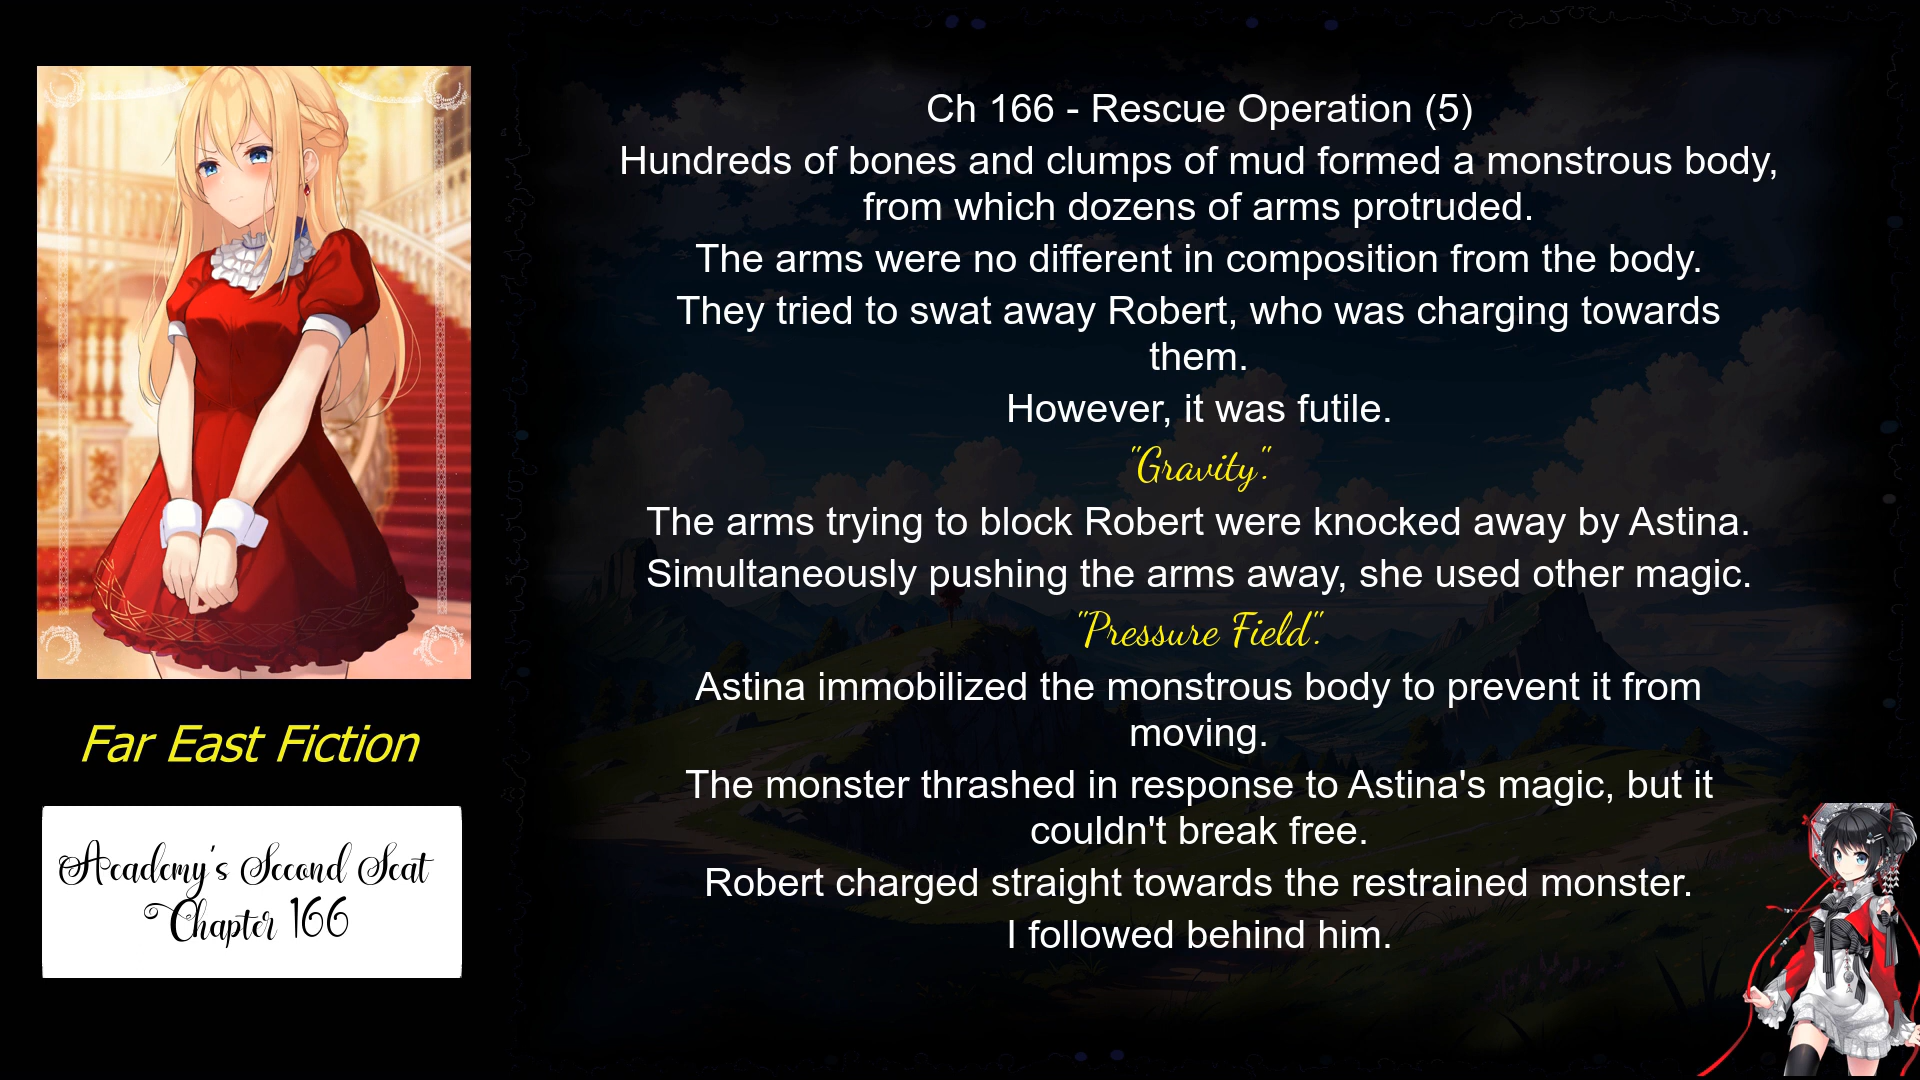 Ch 166 - Rescue Operation (5)
Hundreds of bones and clumps of mud formed a monstrous body,
from which dozens of arms protruded.
The arms were no different in composition from the body.
They tried to swat away Robert, who was charging towards
them.
However, it was futile.
"Gravity".
The arms trying to block Robert were knocked away by Astina.
Simultaneously pushing the arms away, she used other magic.
"Pressure Field".
Astina immobilized the monstrous body to prevent it from
moving.
The monster thrashed in response to Astina's magic, but it
couldn't break free.
Robert charged straight towards the restrained monster.
I followed behind him.
Far East Fiction
Academy's Second Seat
Chapter 166